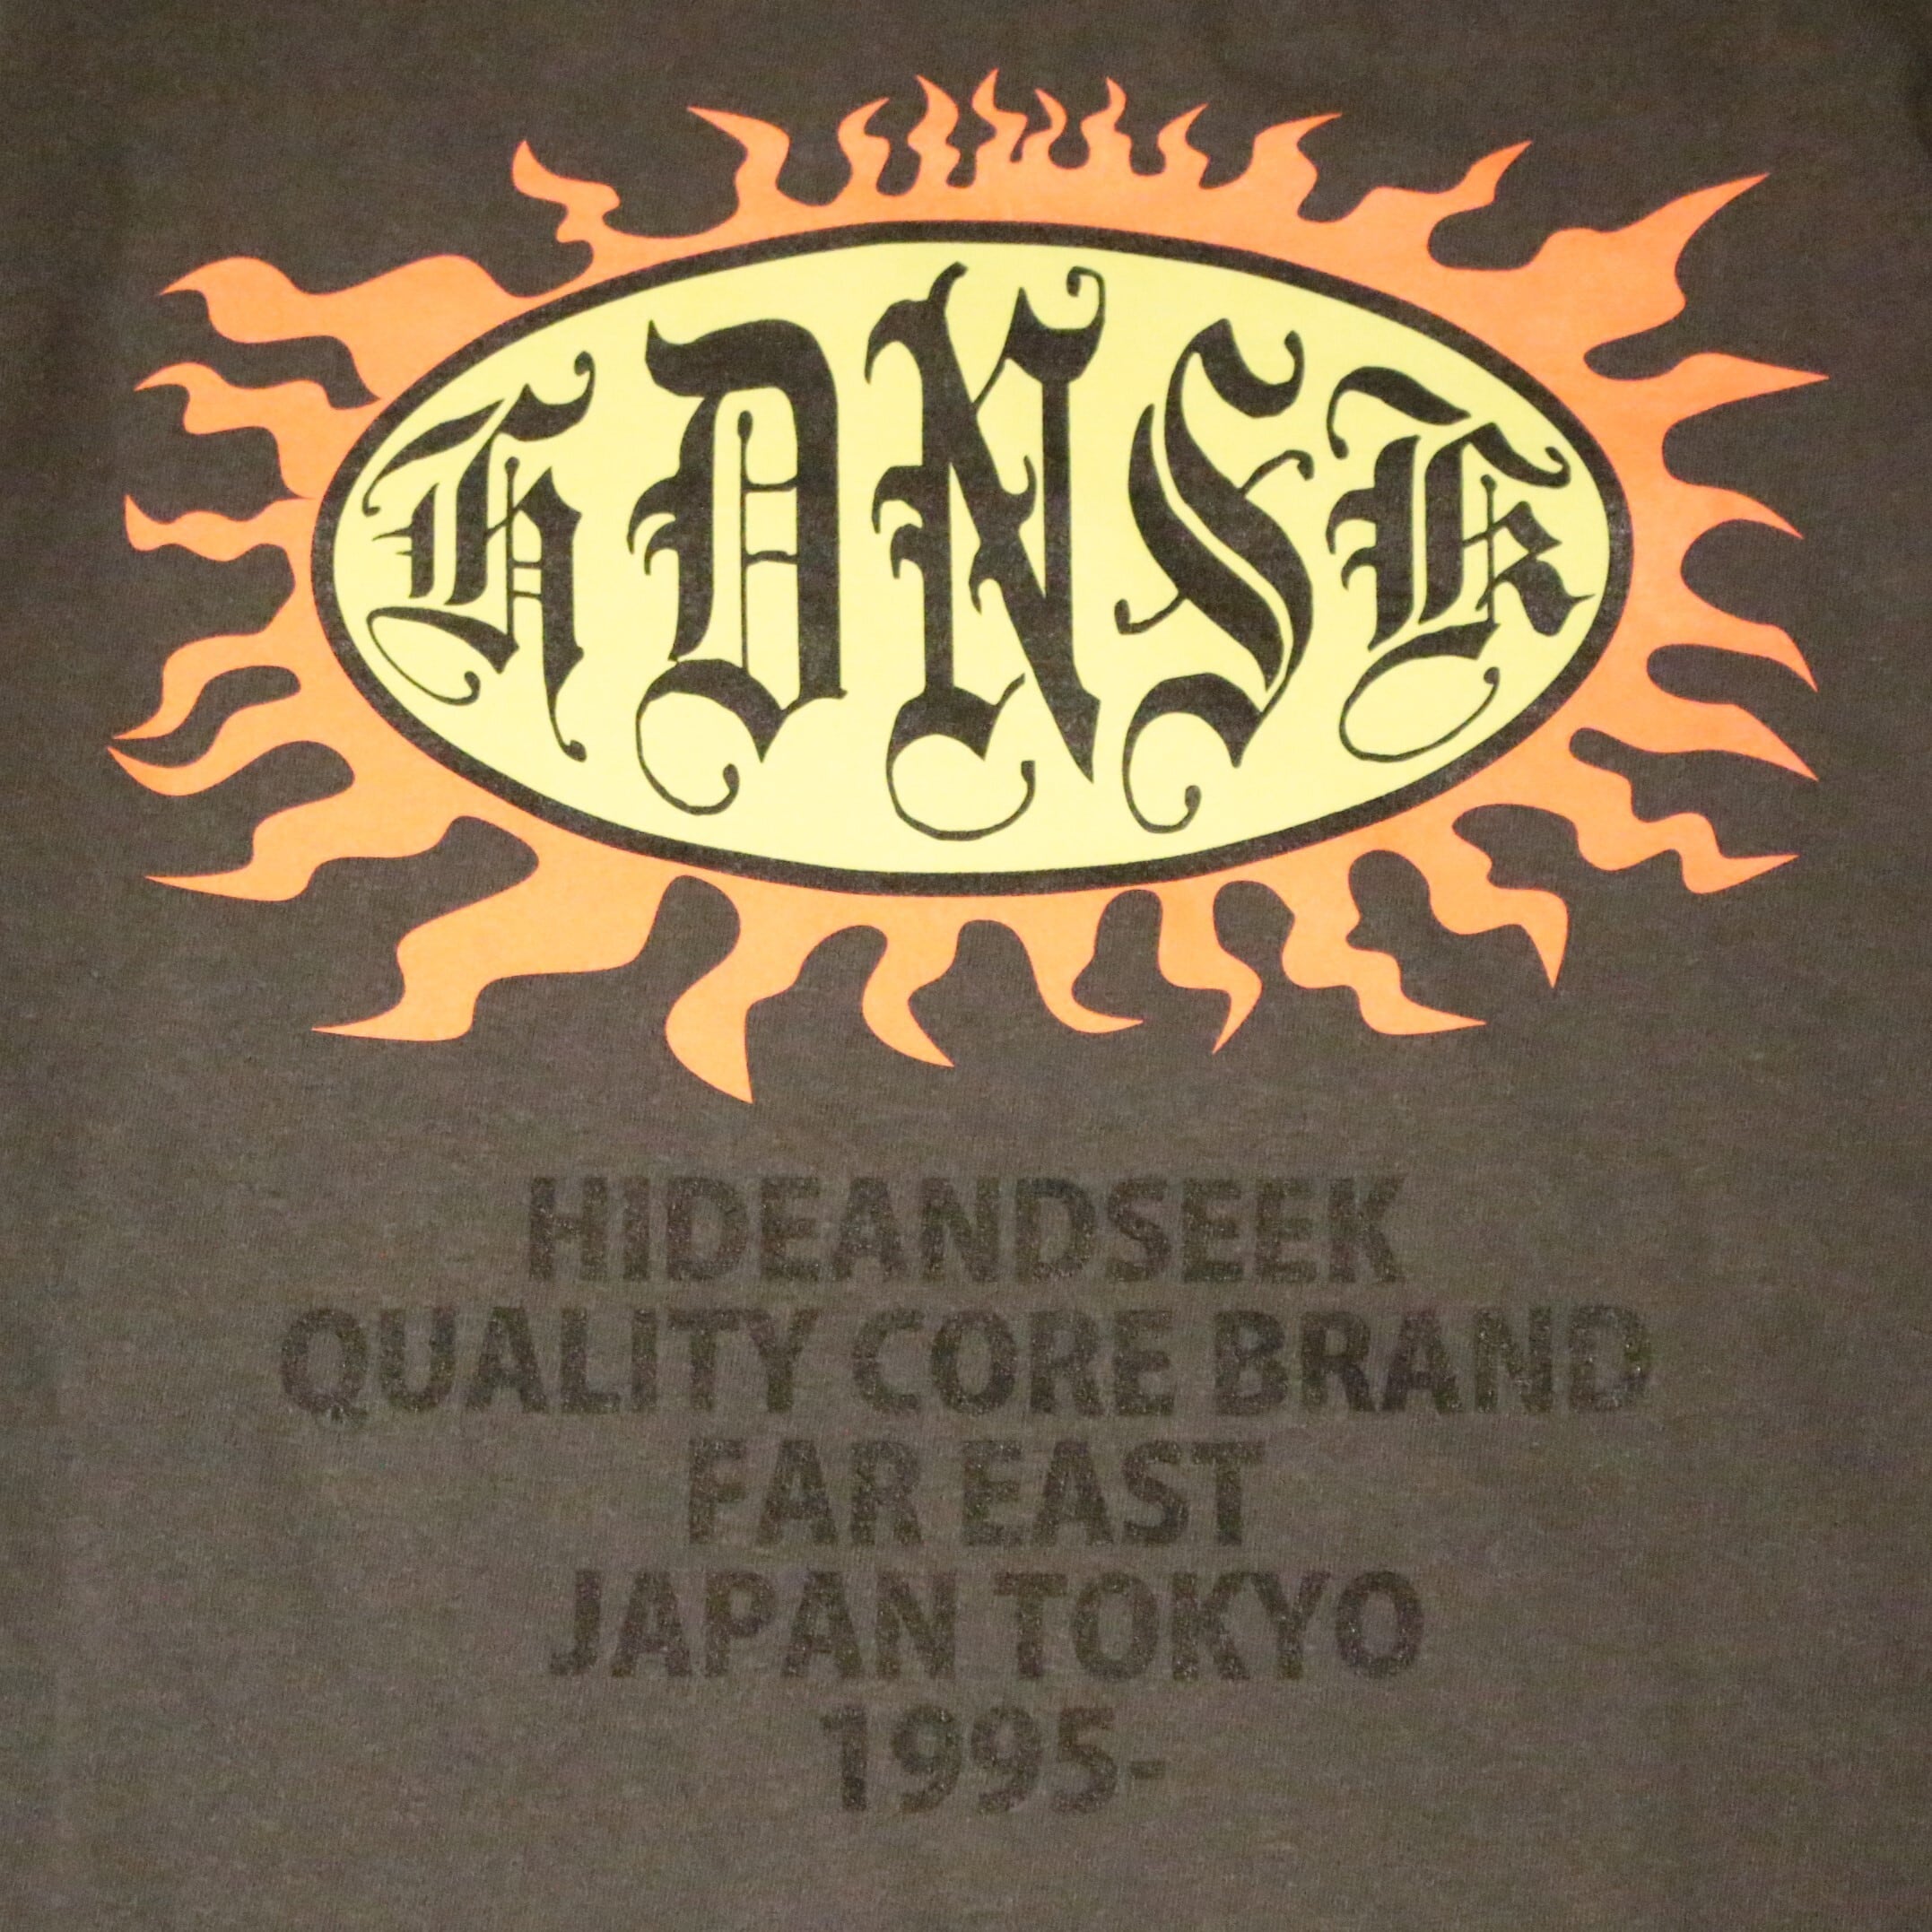 HDNSK
HIDEANDSEEK
QUALITY CORE BRAND
FAR EAST
JAPAN TOKYO
1995-